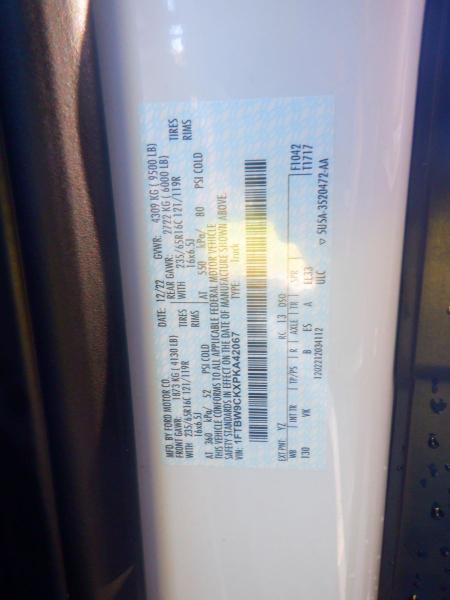 MFD. BY FORD MOTOR CO.
DATE: 12/22 GVWR: 4309 KG ( 9500 LB)
FRONT GAWR: 1873 KG ( 4130 LB) REAR GAWR: 2722 KG ( 6000 LB)
235/65R16C 121/119R TIRES WITH 235/65R16C 121/119R TIRES
16x6.5J RIMS 16x6.5J RIMS
AT 360 kPa/ 52 PSI COLD AT 550 kPa/ 80 PSI COLD
THIS VEHICLE CONFORMS TO ALL APPLICABLE FEDERAL MOTOR VEHICLE
SAFETY STANDARDS IN EFFECT ON THE DATE OF MANUFACTURE SHOWN ABOVE.
VIN: 1FTBW9CKXPKA42067 TYPE: Truck
F1042
T1717
EXT PNT: YZ RC: 13 DSO:
WB INT TR TP/PS R AXLE TR SPR
130 VK B ES A LC33
1202212034112 ULC
▽ 5U5A-3520472-AA